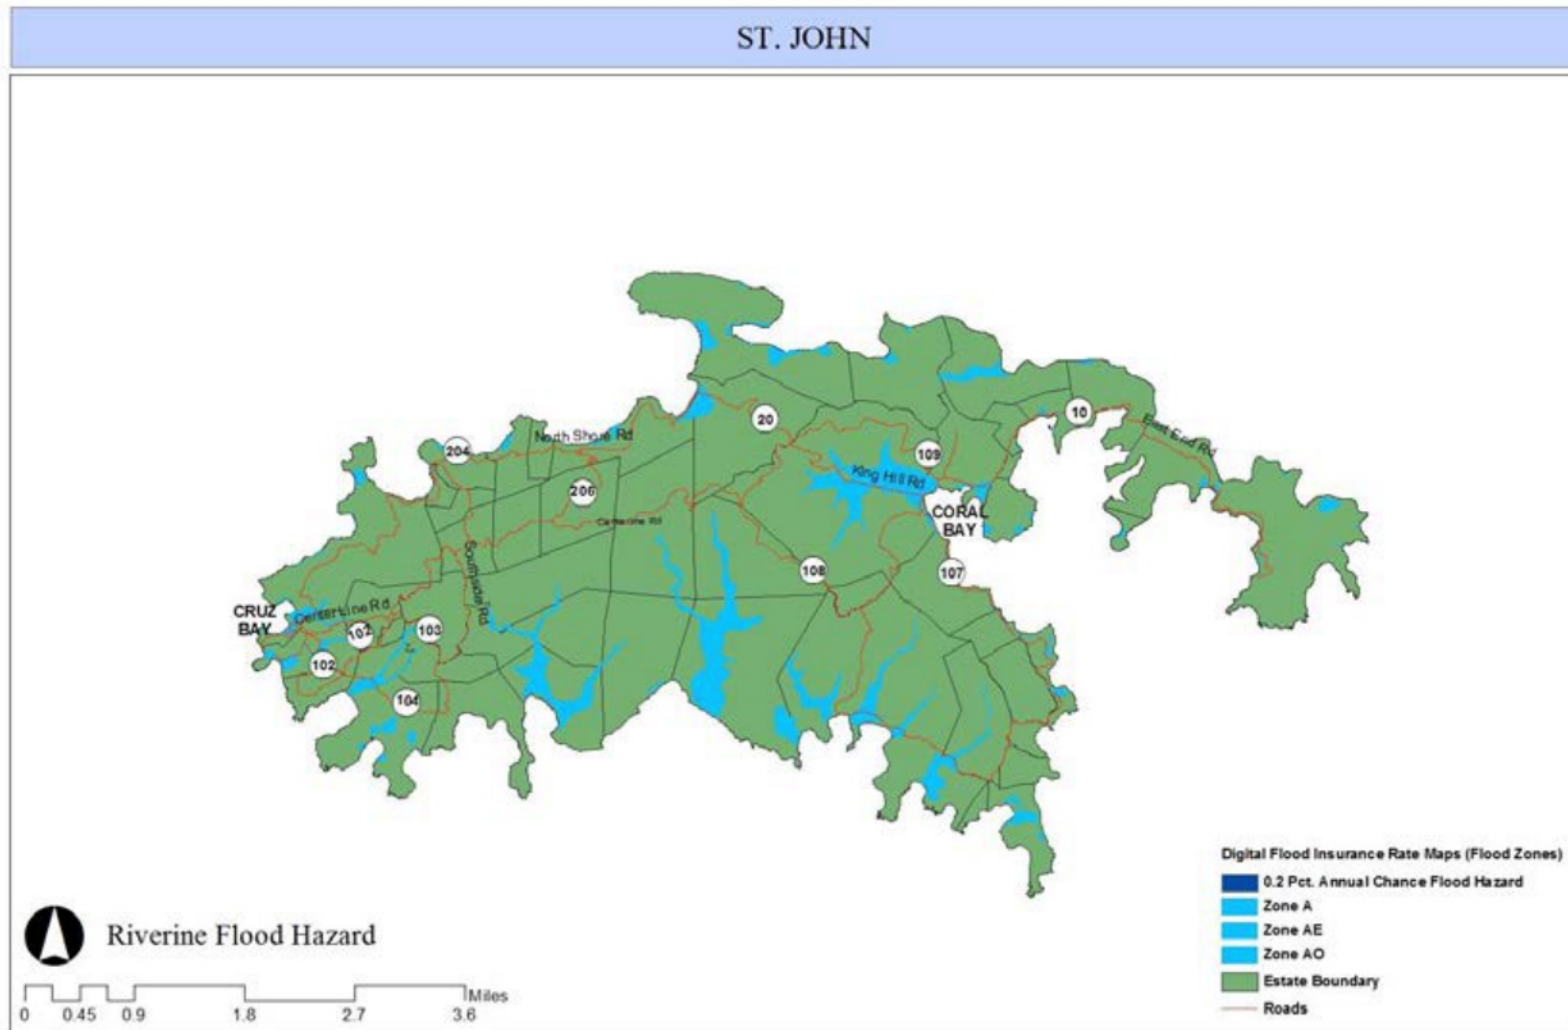 ST. JOHN
20
10
204
North Shore Rd
East End Rd
109
206
King Hill Rd
CORAL
BAY
Southside Rd
108
107
CRUZ
BAY
CenterLine Rd
102
103
102
104
Digital Flood Insurance Rate Maps (Flood Zones)
0.2 Pct. Annual Chance Flood Hazard
Zone A
Zone AE
Zone AO
Estate Boundary
Roads
Riverine Flood Hazard
Miles
0 0.45 0.9 1.8 2.7 3.6